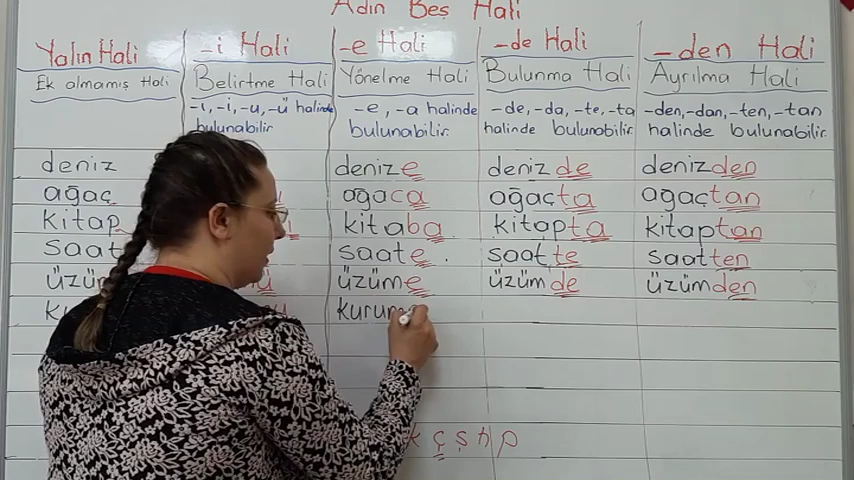 Adın Beş Hali
Yalın Hali -i Hali -e Hali -de Hali -den Hali
Ek almamış Hali Belirtme Hali Yönelme Hali Bulunma Hali Ayrılma Hali
-ı, -i, -u, -ü halinde -e, -a halinde -de, -da, -te, -ta -den, -dan, -ten, -tan
bulunabilir bulunabilir. halinde bulunabilir. halinde bulunabilir.
deniz denize denizde denizden
ağaç ağaca ağaçta ağaçtan
kitap kitaba kitapta kitaptan
saat saate saatte saatten
üzüme üzümde üzümden
ç ş h p